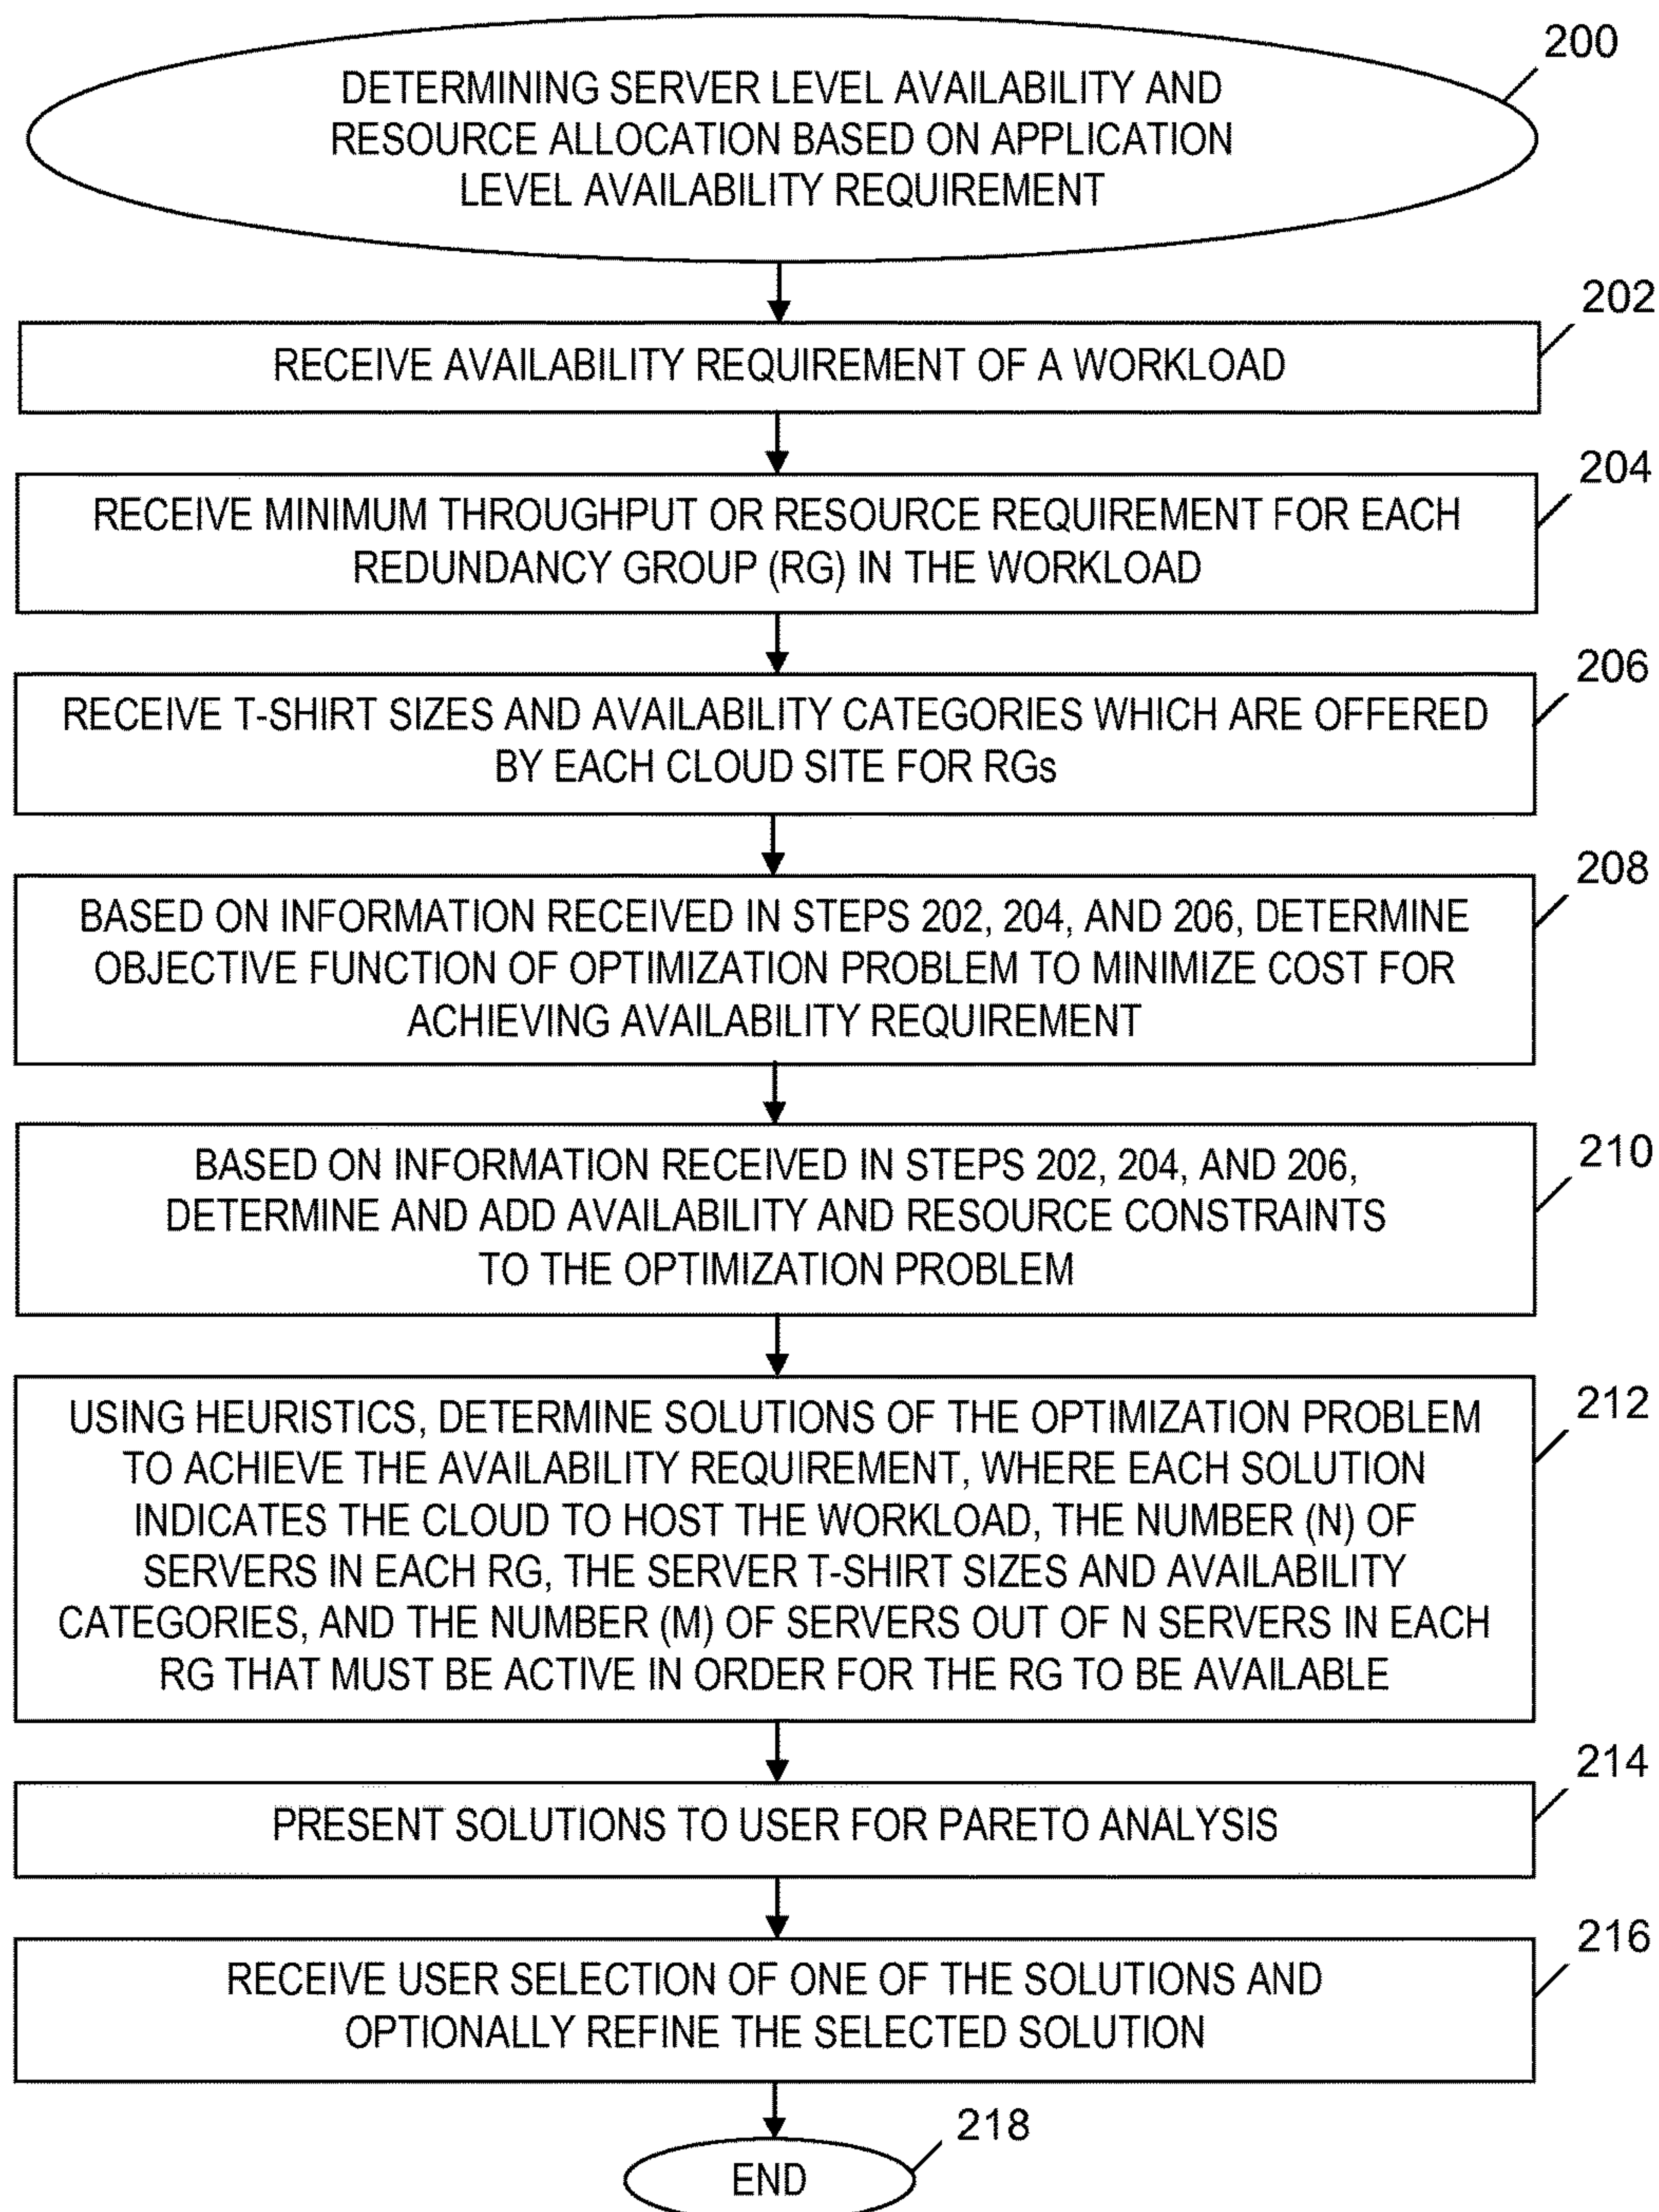 200
DETERMINING SERVER LEVEL AVAILABILITY AND
RESOURCE ALLOCATION BASED ON APPLICATION
LEVEL AVAILABILITY REQUIREMENT
202
RECEIVE AVAILABILITY REQUIREMENT OF A WORKLOAD
204
RECEIVE MINIMUM THROUGHPUT OR RESOURCE REQUIREMENT FOR EACH
REDUNDANCY GROUP (RG) IN THE WORKLOAD
206
RECEIVE T-SHIRT SIZES AND AVAILABILITY CATEGORIES WHICH ARE OFFERED
BY EACH CLOUD SITE FOR RGs
208
BASED ON INFORMATION RECEIVED IN STEPS 202, 204, AND 206, DETERMINE
OBJECTIVE FUNCTION OF OPTIMIZATION PROBLEM TO MINIMIZE COST FOR
ACHIEVING AVAILABILITY REQUIREMENT
210
BASED ON INFORMATION RECEIVED IN STEPS 202, 204, AND 206,
DETERMINE AND ADD AVAILABILITY AND RESOURCE CONSTRAINTS
TO THE OPTIMIZATION PROBLEM
212
USING HEURISTICS, DETERMINE SOLUTIONS OF THE OPTIMIZATION PROBLEM
TO ACHIEVE THE AVAILABILITY REQUIREMENT, WHERE EACH SOLUTION
INDICATES THE CLOUD TO HOST THE WORKLOAD, THE NUMBER (N) OF
SERVERS IN EACH RG, THE SERVER T-SHIRT SIZES AND AVAILABILITY
CATEGORIES, AND THE NUMBER (M) OF SERVERS OUT OF N SERVERS IN EACH
RG THAT MUST BE ACTIVE IN ORDER FOR THE RG TO BE AVAILABLE
214
PRESENT SOLUTIONS TO USER FOR PARETO ANALYSIS
216
RECEIVE USER SELECTION OF ONE OF THE SOLUTIONS AND
OPTIONALLY REFINE THE SELECTED SOLUTION
218
END